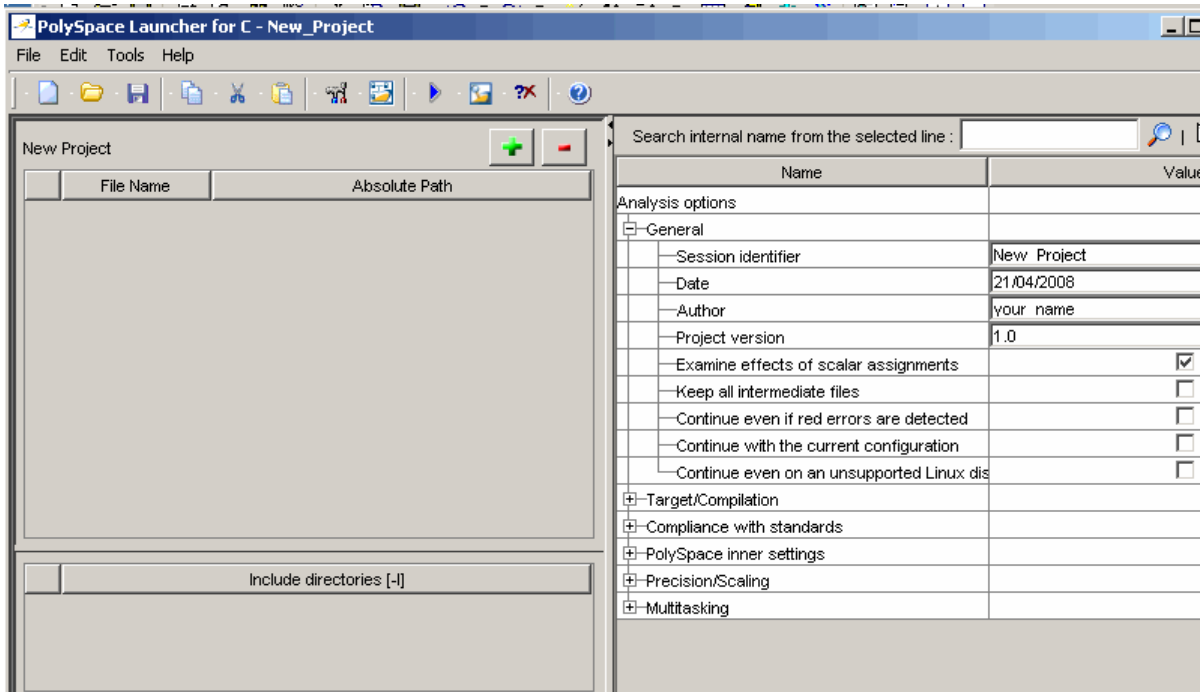 PolySpace Launcher for C - New_Project
File Edit Tools Help
New Project
File Name Absolute Path
Include directories [-I]
Search internal name from the selected line :
Name Value
Analysis options
General
Session identifier New_Project
Date 21/04/2008
Author your_name
Project version 1.0
Examine effects of scalar assignments
Keep all intermediate files
Continue even if red errors are detected
Continue with the current configuration
Continue even on an unsupported Linux dis
Target/Compilation
Compliance with standards
PolySpace inner settings
Precision/Scaling
Multitasking